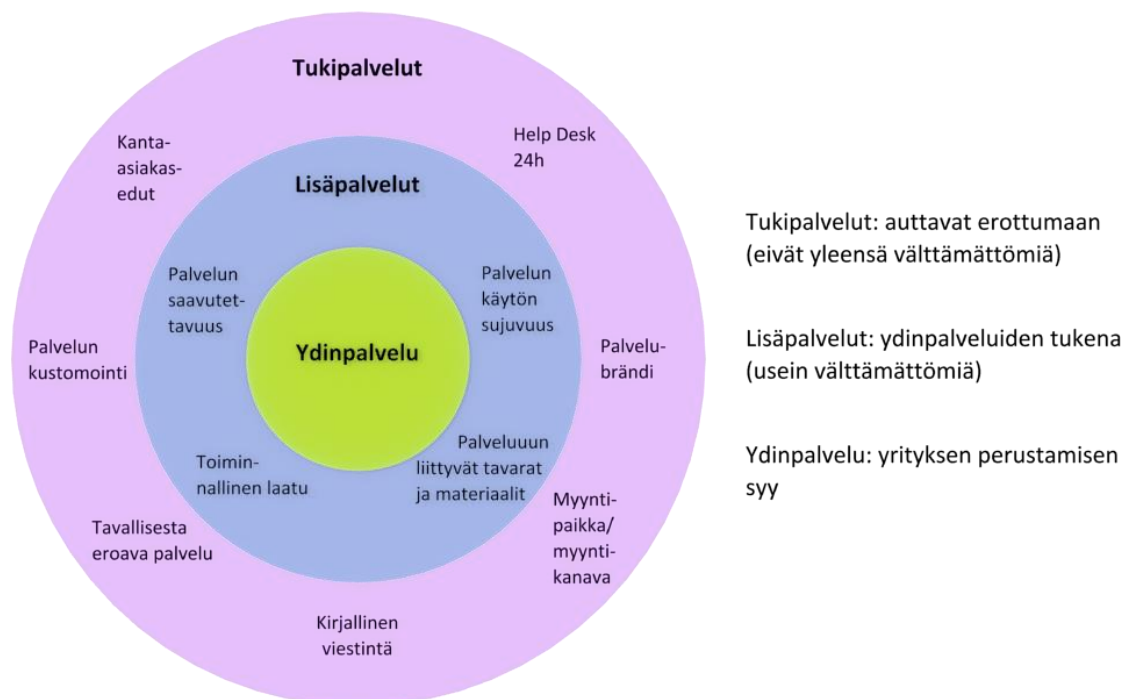 Tukipalvelut
Kanta-
asiakas-
edut
Help Desk
24h
Lisäpalvelut
Palvelun
saavutet-
tavuus
Palvelun
käytön
sujuvuus
Ydinpalvelu
Palvelun
kustomointi
Palvelu-
brändi
Toimin-
nallinen laatu
Palveluuun
liittyvät tavarat
ja materiaalit
Tavallisesta
eroava palvelu
Myynti-
paikka/
myynti-
kanava
Kirjallinen
viestintä
Tukipalvelut: auttavat erottumaan
(eivät yleensä välttämättömiä)
Lisäpalvelut: ydinpalveluiden tukena
(usein välttämättömiä)
Ydinpalvelu: yrityksen perustamisen
syy